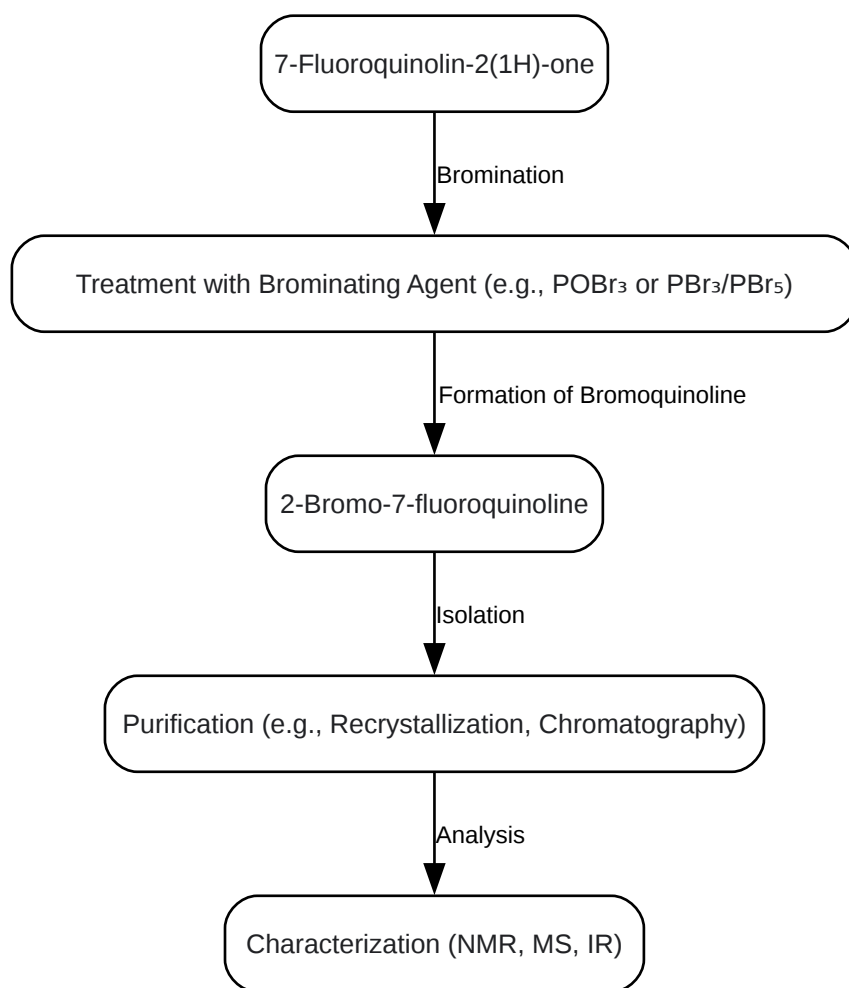 7-Fluoroquinolin-2(1H)-one
Bromination
Treatment with Brominating Agent (e.g., POBr₃ or PBr₃/PBr₅)
Formation of Bromoquinoline
2-Bromo-7-fluoroquinoline
Isolation
Purification (e.g., Recrystallization, Chromatography)
Analysis
Characterization (NMR, MS, IR)